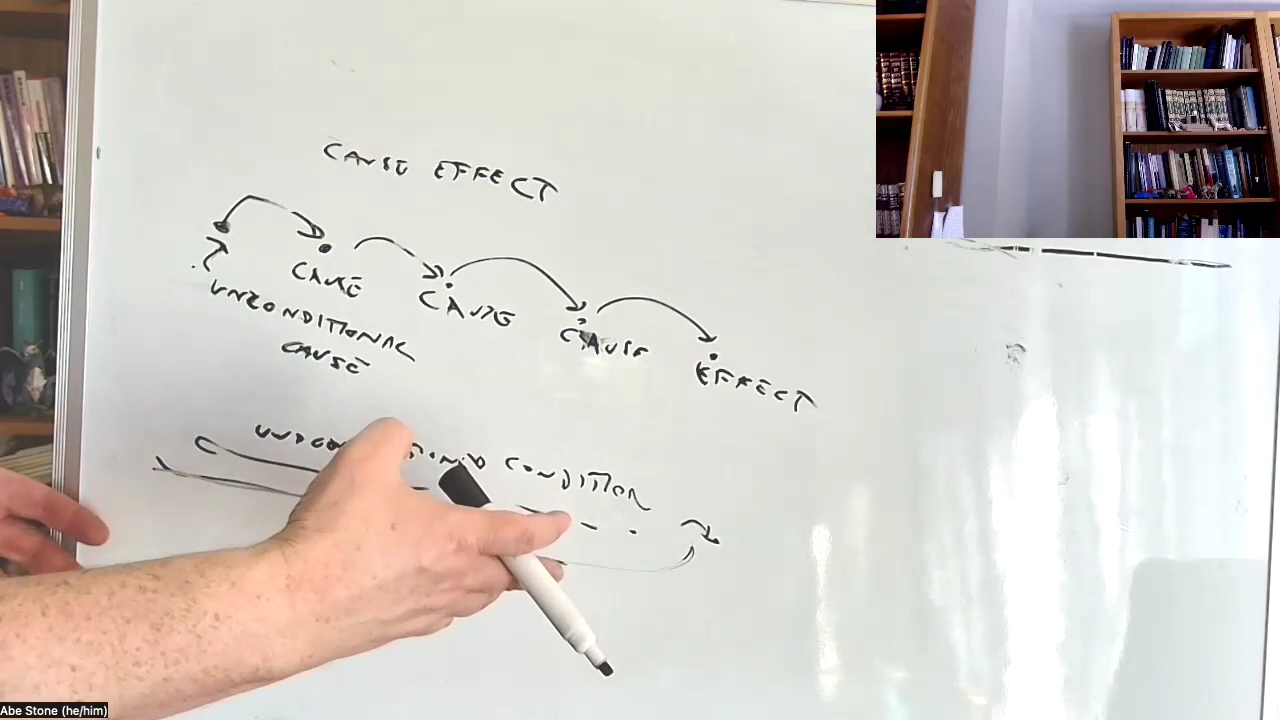 CAUSE EFFECT
CAUSE
CAUSE
CAUSE
EFFECT
UNCONDITIONAL
CAUSE
CONDITION
Abe Stone (he/him)